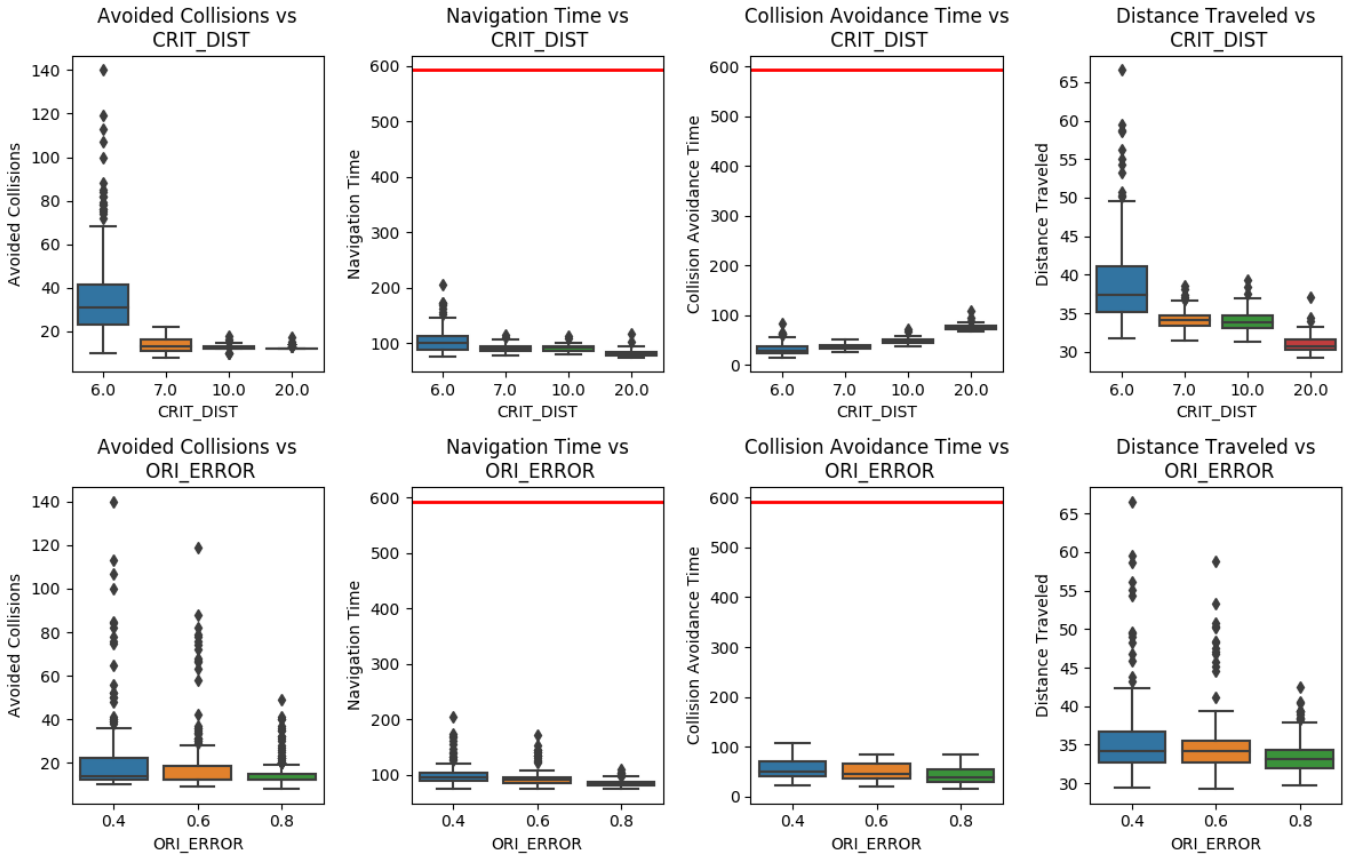 Avoided Collisions vs
CRIT_DIST
Navigation Time vs
CRIT_DIST
Collision Avoidance Time vs
CRIT_DIST
Distance Traveled vs
CRIT_DIST
Avoided Collisions
140
120
100
80
60
40
20
6.0
7.0
10.0
20.0
CRIT_DIST
Navigation Time
600
500
400
300
200
100
6.0
7.0
10.0
20.0
CRIT_DIST
Collision Avoidance Time
600
500
400
300
200
100
0
6.0
7.0
10.0
20.0
CRIT_DIST
Distance Traveled
65
60
55
50
45
40
35
30
6.0
7.0
10.0
20.0
CRIT_DIST
Avoided Collisions vs
ORI_ERROR
Navigation Time vs
ORI_ERROR
Collision Avoidance Time vs
ORI_ERROR
Distance Traveled vs
ORI_ERROR
Avoided Collisions
140
120
100
80
60
40
20
0.4
0.6
0.8
ORI_ERROR
Navigation Time
600
500
400
300
200
100
0.4
0.6
0.8
ORI_ERROR
Collision Avoidance Time
600
500
400
300
200
100
0
0.4
0.6
0.8
ORI_ERROR
Distance Traveled
65
60
55
50
45
40
35
30
0.4
0.6
0.8
ORI_ERROR